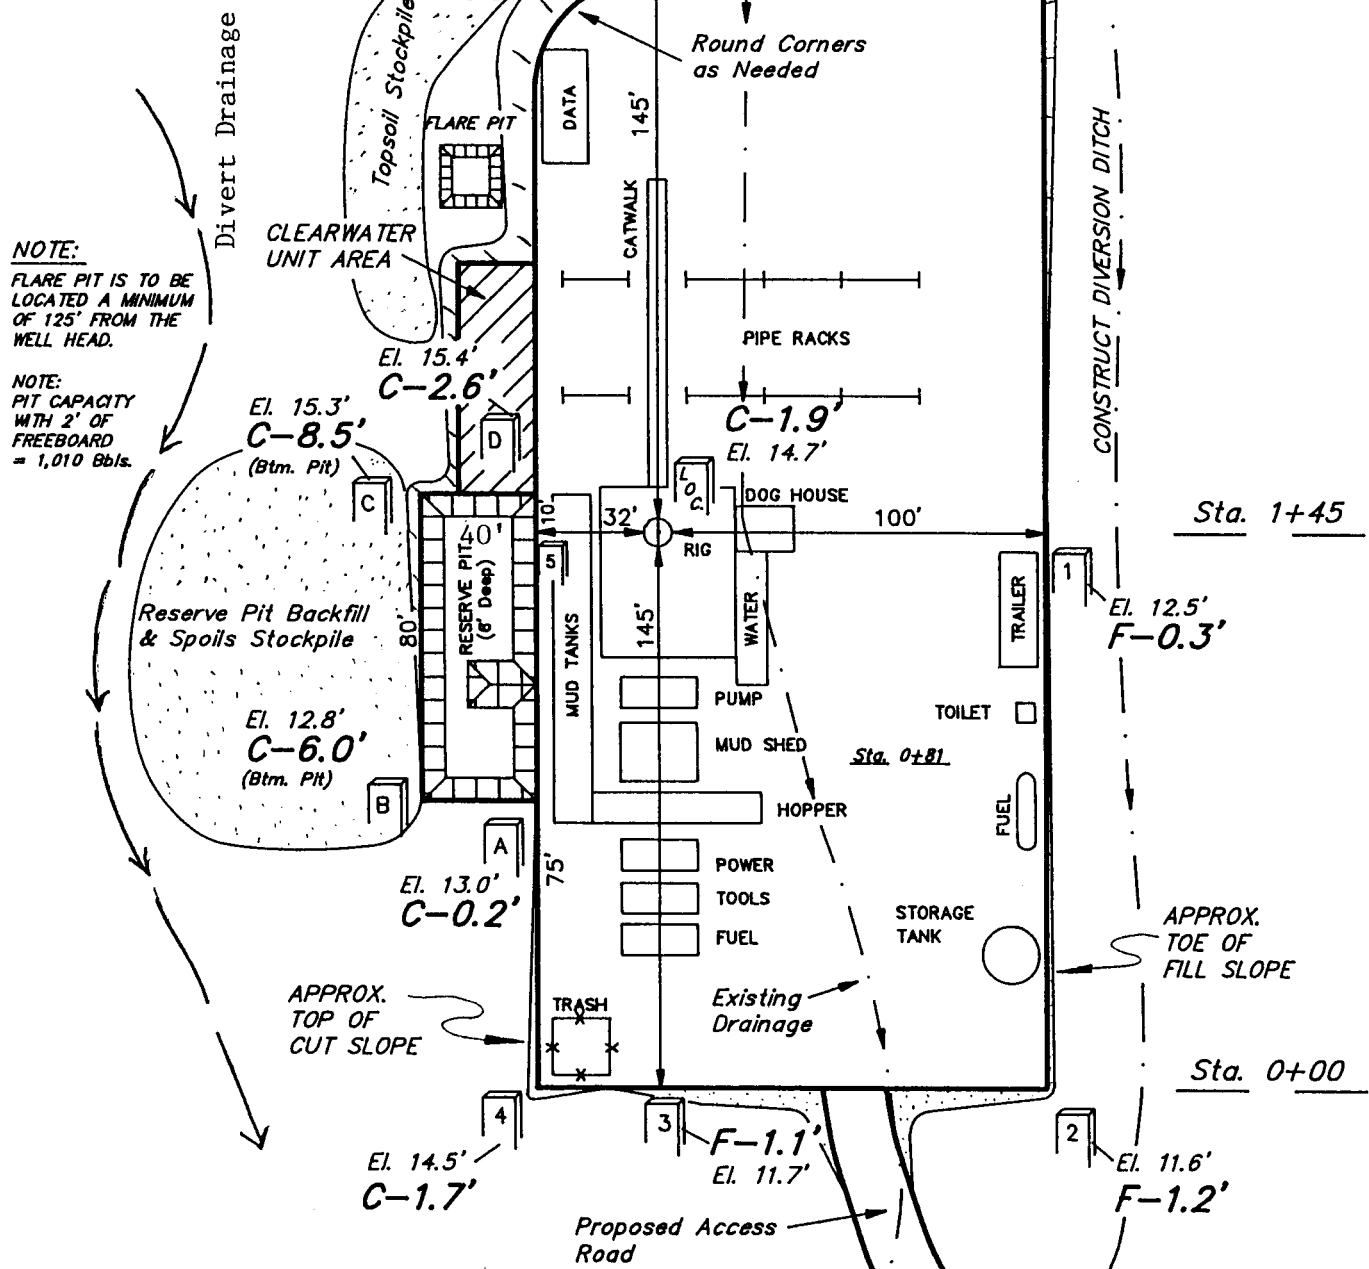 Divert Drainage
Topsoil Stockpile
Round Corners
as Needed
DATA
145'
FLARE PIT
CATWALK
CONSTRUCT DIVERSION DITCH
CLEARWATER
UNIT AREA
NOTE:
FLARE PIT IS TO BE
LOCATED A MINIMUM
OF 125' FROM THE
WELL HEAD.
NOTE:
PIT CAPACITY
WITH 2' OF
FREEBOARD
= 1,010 Bbls.
PIPE RACKS
El. 15.4'
C-2.6'
D
C-1.9'
El. 14.7'
El. 15.3'
C-8.5'
(Btm. Pit)
C
LOC.
DOG HOUSE
10'
32'
RIG
100'
Sta. 1+45
40'
RESERVE PIT
(8' Deep)
80'
5
MUD TANKS
145'
WATER
TRAILER
1
El. 12.5'
F-0.3'
Reserve Pit Backfill
& Spoils Stockpile
PUMP
TOILET
El. 12.8'
C-6.0'
(Btm. Pit)
B
MUD SHED
Sta. 0+81
HOPPER
FUEL
A
75'
El. 13.0'
C-0.2'
POWER
TOOLS
FUEL
STORAGE
TANK
APPROX.
TOE OF
FILL SLOPE
APPROX.
TOP OF
CUT SLOPE
TRASH
Existing
Drainage
Sta. 0+00
4
El. 14.5'
C-1.7'
3
F-1.1'
El. 11.7'
2
El. 11.6'
F-1.2'
Proposed Access
Road